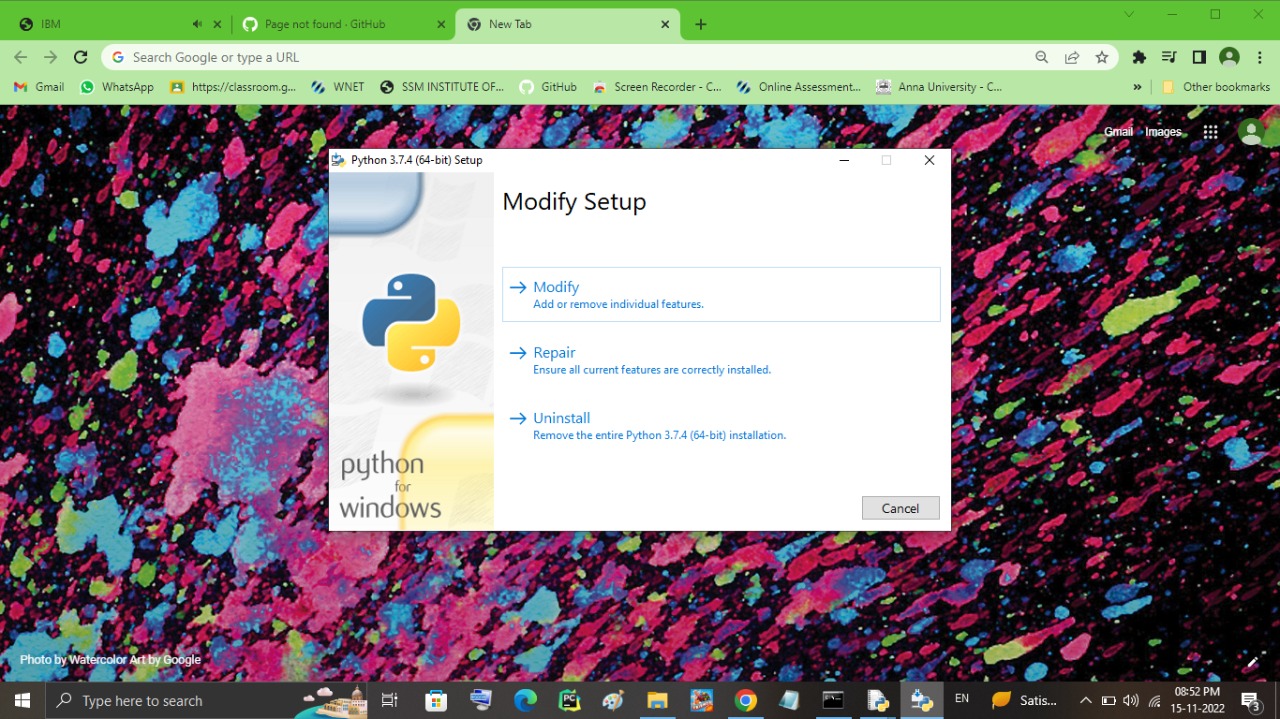 IBM
Page not found · GitHub
New Tab
Search Google or type a URL
Gmail
WhatsApp
https://classroom.g...
WNET
SSM INSTITUTE OF...
GitHub
Screen Recorder - C...
Online Assessment...
Anna University - C...
»
Other bookmarks
Gmail Images
Python 3.7.4 (64-bit) Setup
Modify Setup
Modify
Add or remove individual features.
Repair
Ensure all current features are correctly installed.
Uninstall
Remove the entire Python 3.7.4 (64-bit) installation.
python
for
windows
Cancel
Photo by Watercolor Art by Google
Type here to search
EN
Satis...
08:52 PM
15-11-2022
3